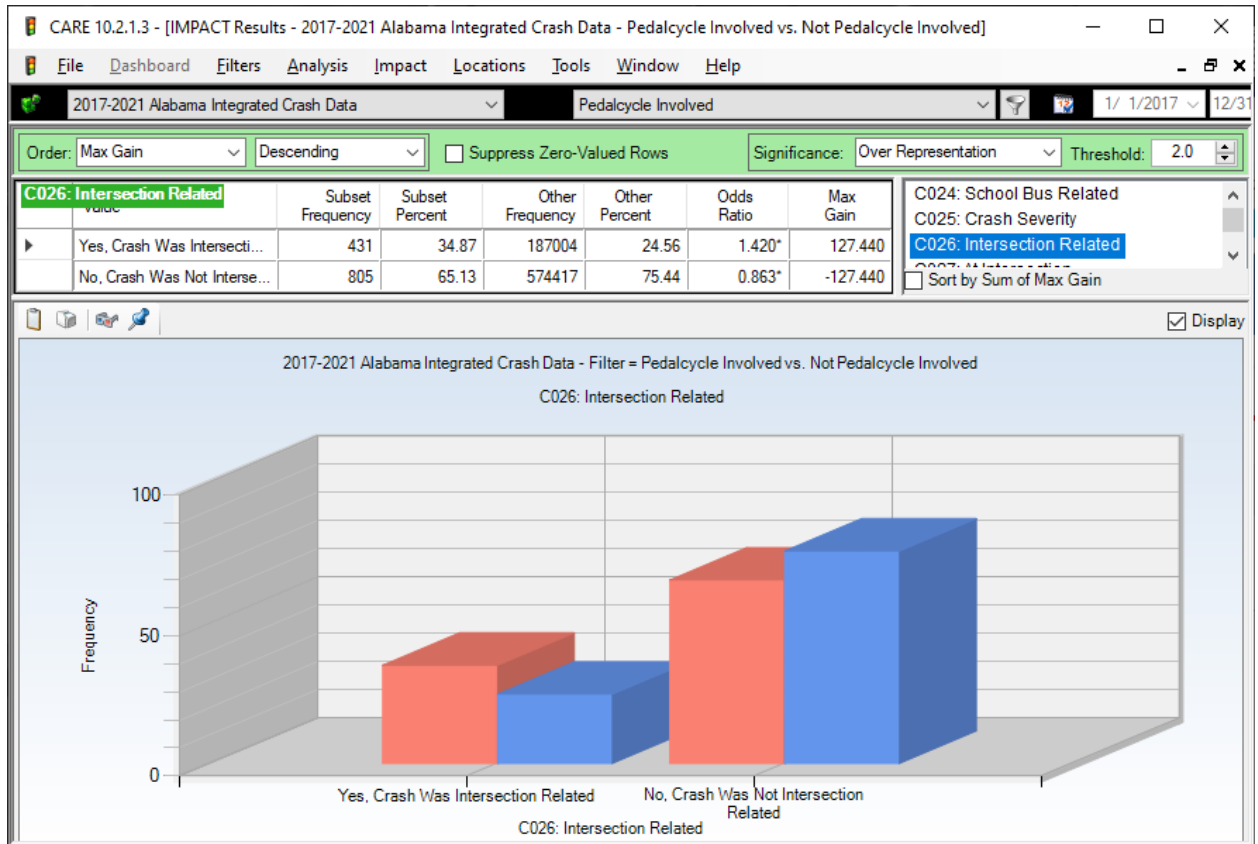 CARE 10.2.1.3 - [IMPACT Results - 2017-2021 Alabama Integrated Crash Data - Pedalcycle Involved vs. Not Pedalcycle Involved]
File Dashboard Filters Analysis Impact Locations Tools Window Help
2017-2021 Alabama Integrated Crash Data Pedalcycle Involved 1/ 1/2017 12/31
Order: Max Gain Descending Suppress Zero-Valued Rows Significance: Over Representation Threshold: 2.0
C026: Intersection Related
Value Subset Frequency Subset Percent Other Frequency Other Percent Odds Ratio Max Gain
Yes, Crash Was Intersecti... 431 34.87 187004 24.56 1.420* 127.440
No, Crash Was Not Interse... 805 65.13 574417 75.44 0.863* -127.440
C024: School Bus Related
C025: Crash Severity
C026: Intersection Related
Sort by Sum of Max Gain
Display
2017-2021 Alabama Integrated Crash Data - Filter = Pedalcycle Involved vs. Not Pedalcycle Involved
C026: Intersection Related
Frequency
100
50
0
Yes, Crash Was Intersection Related
No, Crash Was Not Intersection
Related
C026: Intersection Related